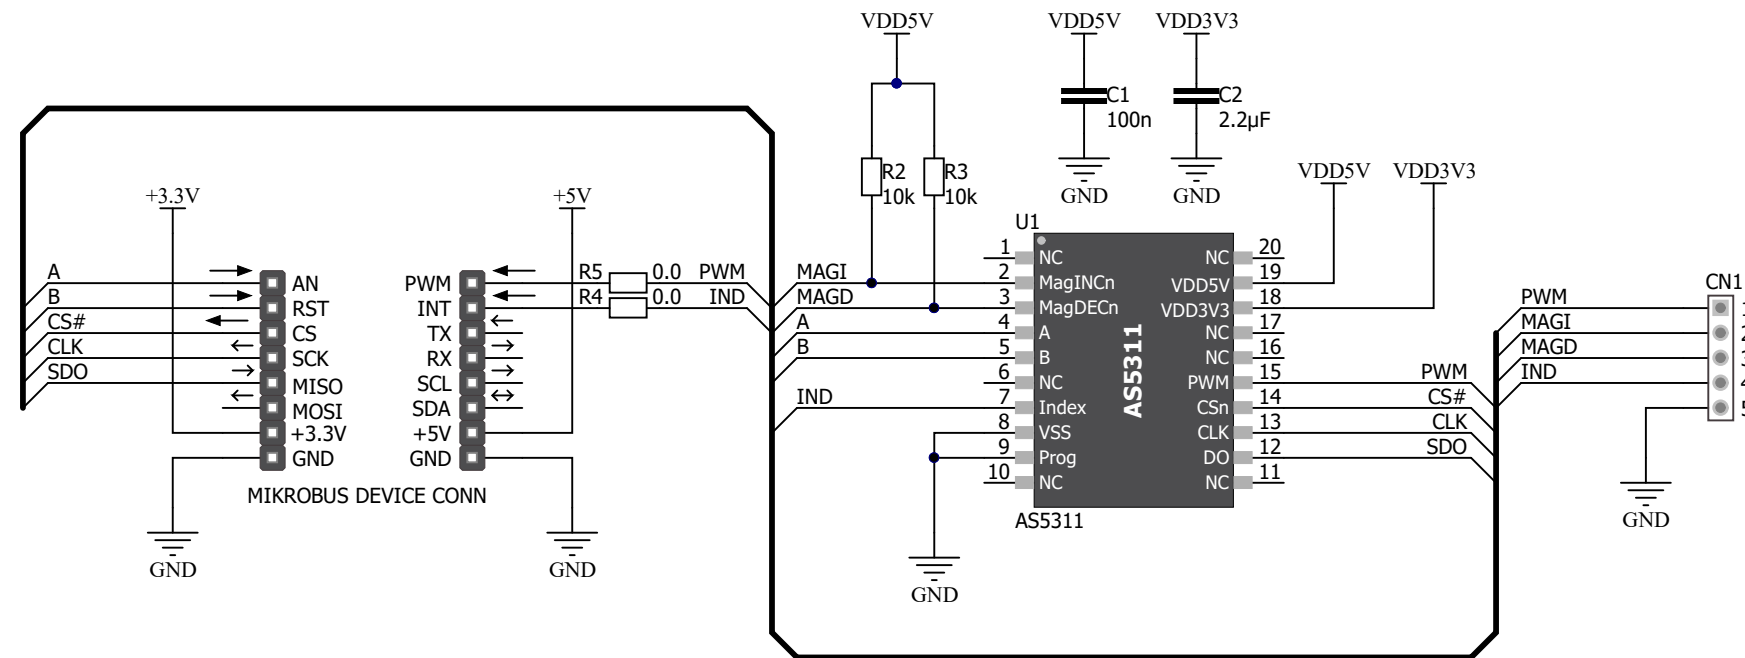 VDD5V VDD5V VDD3V3
C1 C2
100n 2.2µF
GND GND
R2 R3
10k 10k
VDD5V VDD3V3
+3.3V +5V
A
B
CS#
CLK
SDO
AN
RST
CS
SCK
MISO
MOSI
+3.3V
GND
PWM
INT
TX
RX
SCL
SDA
+5V
GND
MIKROBUS DEVICE CONN
GND GND
R5 0.0 PWM
R4 0.0 IND
MAGI
MAGD
A
B
IND
U1
1 NC
2 MagINCn
3 MagDECn
4 A
5 B
6 NC
7 Index
8 VSS
9 Prog
10 NC
AS5311
NC 20
VDD5V 19
VDD3V3 18
NC 17
NC 16
PWM 15
CSn 14
CLK 13
DO 12
NC 11
AS5311
GND
PWM
CS#
CLK
SDO
CN1
PWM
MAGI
MAGD
IND
GND